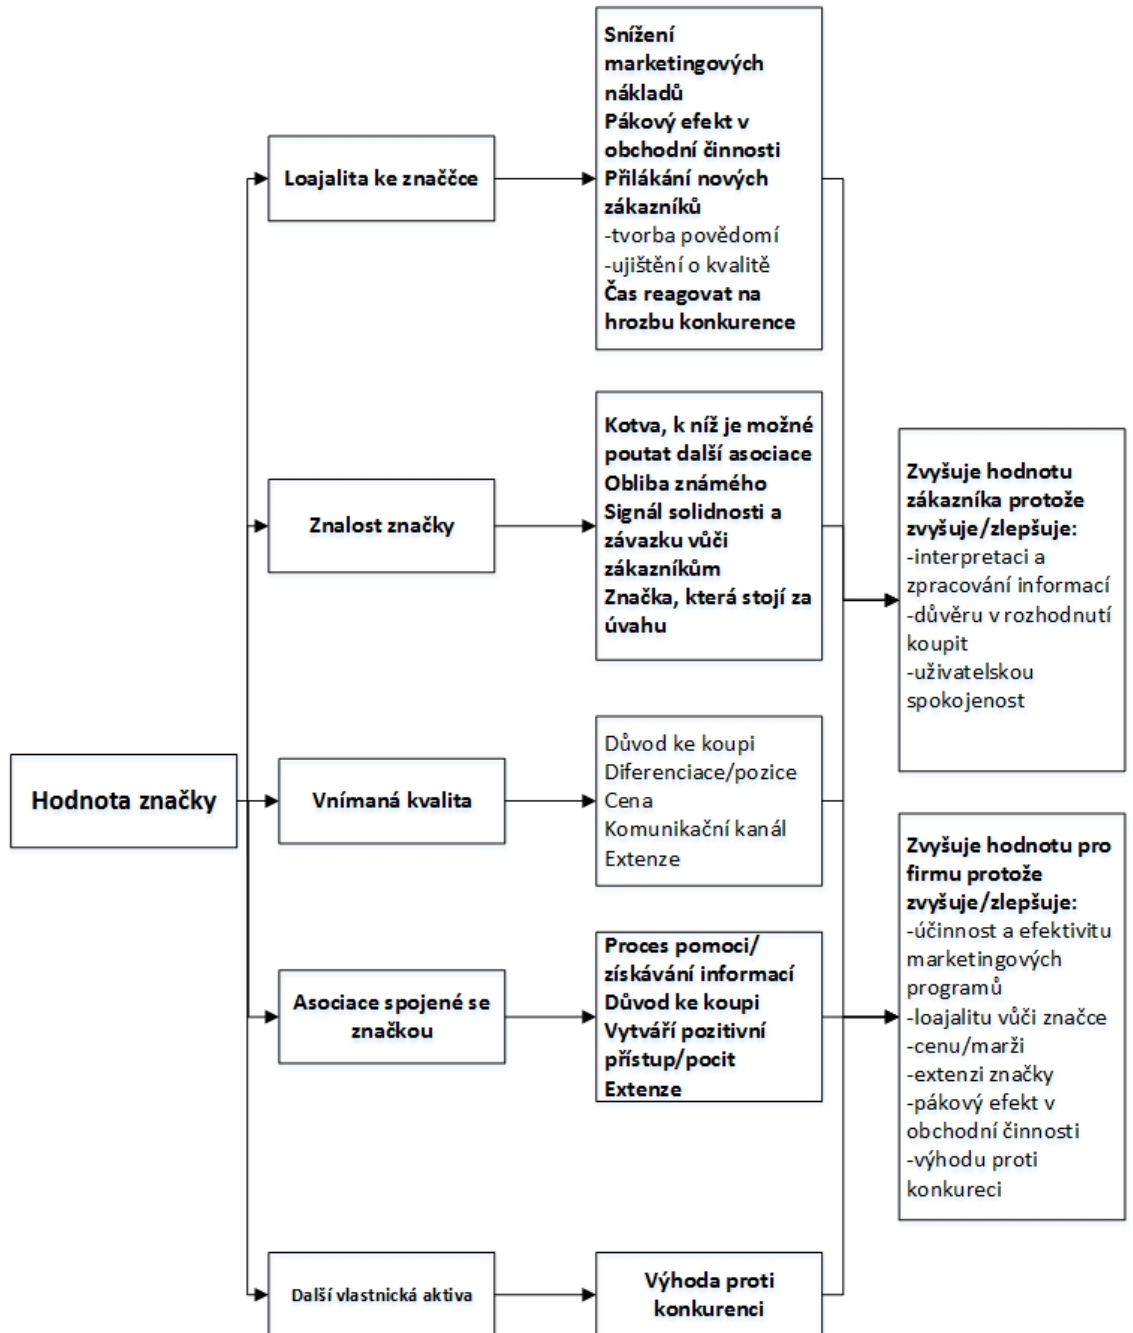 Snížení
marketingových
nákladů
Pákový efekt v
obchodní činnosti
Přilákání nových
zákazníků
-tvorba povědomí
-ujištění o kvalitě
Čas reagovat na
hrozbu konkurence
Loajalita ke značčce
Kotva, k níž je možné
poutat další asociace
Obliba známého
Signál solidnosti a
závazku vůči
zákazníkům
Značka, která stojí za
úvahu
Znalost značky
Zvyšuje hodnotu
zákazníka protože
zvyšuje/zlepšuje:
-interpretaci a
zpracování informací
-důvěru v rozhodnutí
koupit
-uživatelskou
spokojenost
Hodnota značky
Vnímaná kvalita
Důvod ke koupi
Diferenciace/pozice
Cena
Komunikační kanál
Extenze
Zvyšuje hodnotu pro
firmu protože
zvyšuje/zlepšuje:
-účinnost a efektivitu
marketingových
programů
-loajalitu vůči značce
-cenu/marži
-extenzi značky
-pákový efekt v
obchodní činnosti
-výhodu proti
konkureci
Asociace spojené se
značkou
Proces pomoci/
získávání informací
Důvod ke koupi
Vytváří pozitivní
přístup/pocit
Extenze
Další vlastnická aktiva
Výhoda proti
konkurenci